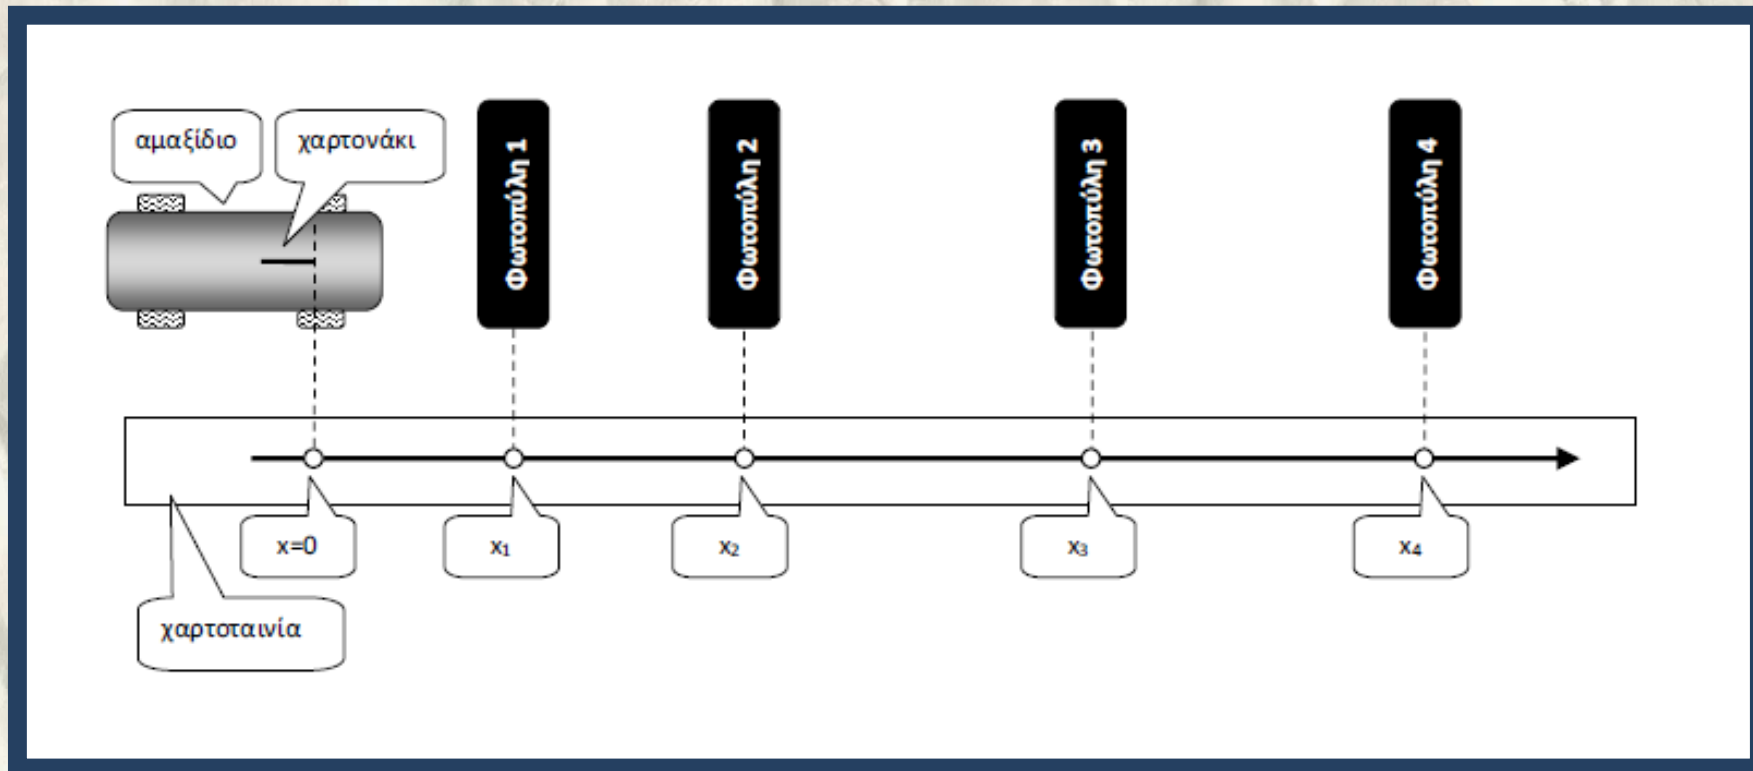 αμαξίδιο
χαρτονάκι
Φωτοπύλη 1
Φωτοπύλη 2
Φωτοπύλη 3
Φωτοπύλη 4
x=0
x₁
x₂
x₃
x₄
χαρτοταινία